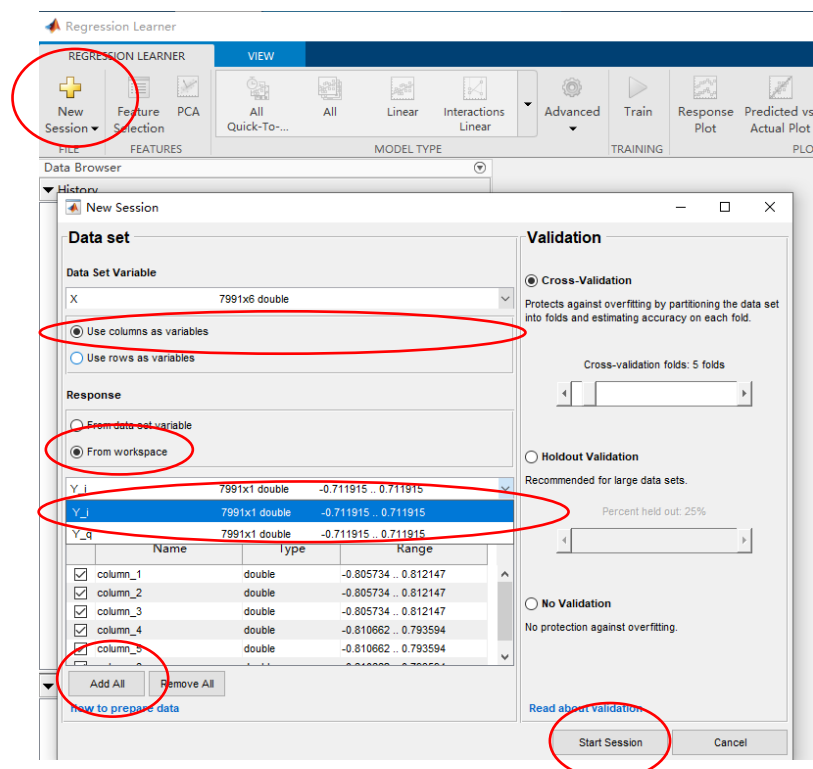 Regression Learner
REGRESSION LEARNER VIEW
New Session Feature Selection PCA All Quick-To-... All Linear Interactions Linear Advanced Train Response Plot Predicted vs Actual Plot
FILE FEATURES MODEL TYPE TRAINING PLO
Data Browser
History
New Session
Data set
Data Set Variable
X 7991x6 double
Use columns as variables
Use rows as variables
Response
From data set variable
From workspace
Y_i 7991x1 double -0.711915 .. 0.711915
Y_i 7991x1 double -0.711915 .. 0.711915
Y_q 7991x1 double -0.711915 .. 0.711915
Name Type Range
column_1 double -0.805734 .. 0.812147
column_2 double -0.805734 .. 0.812147
column_3 double -0.805734 .. 0.812147
column_4 double -0.810662 .. 0.793594
column_5 double -0.810662 .. 0.793594
Add All Remove All
How to prepare data
Validation
Cross-Validation
Protects against overfitting by partitioning the data set
into folds and estimating accuracy on each fold.
Cross-validation folds: 5 folds
Holdout Validation
Recommended for large data sets.
Percent held out: 25%
No Validation
No protection against overfitting.
Read about validation
Start Session Cancel